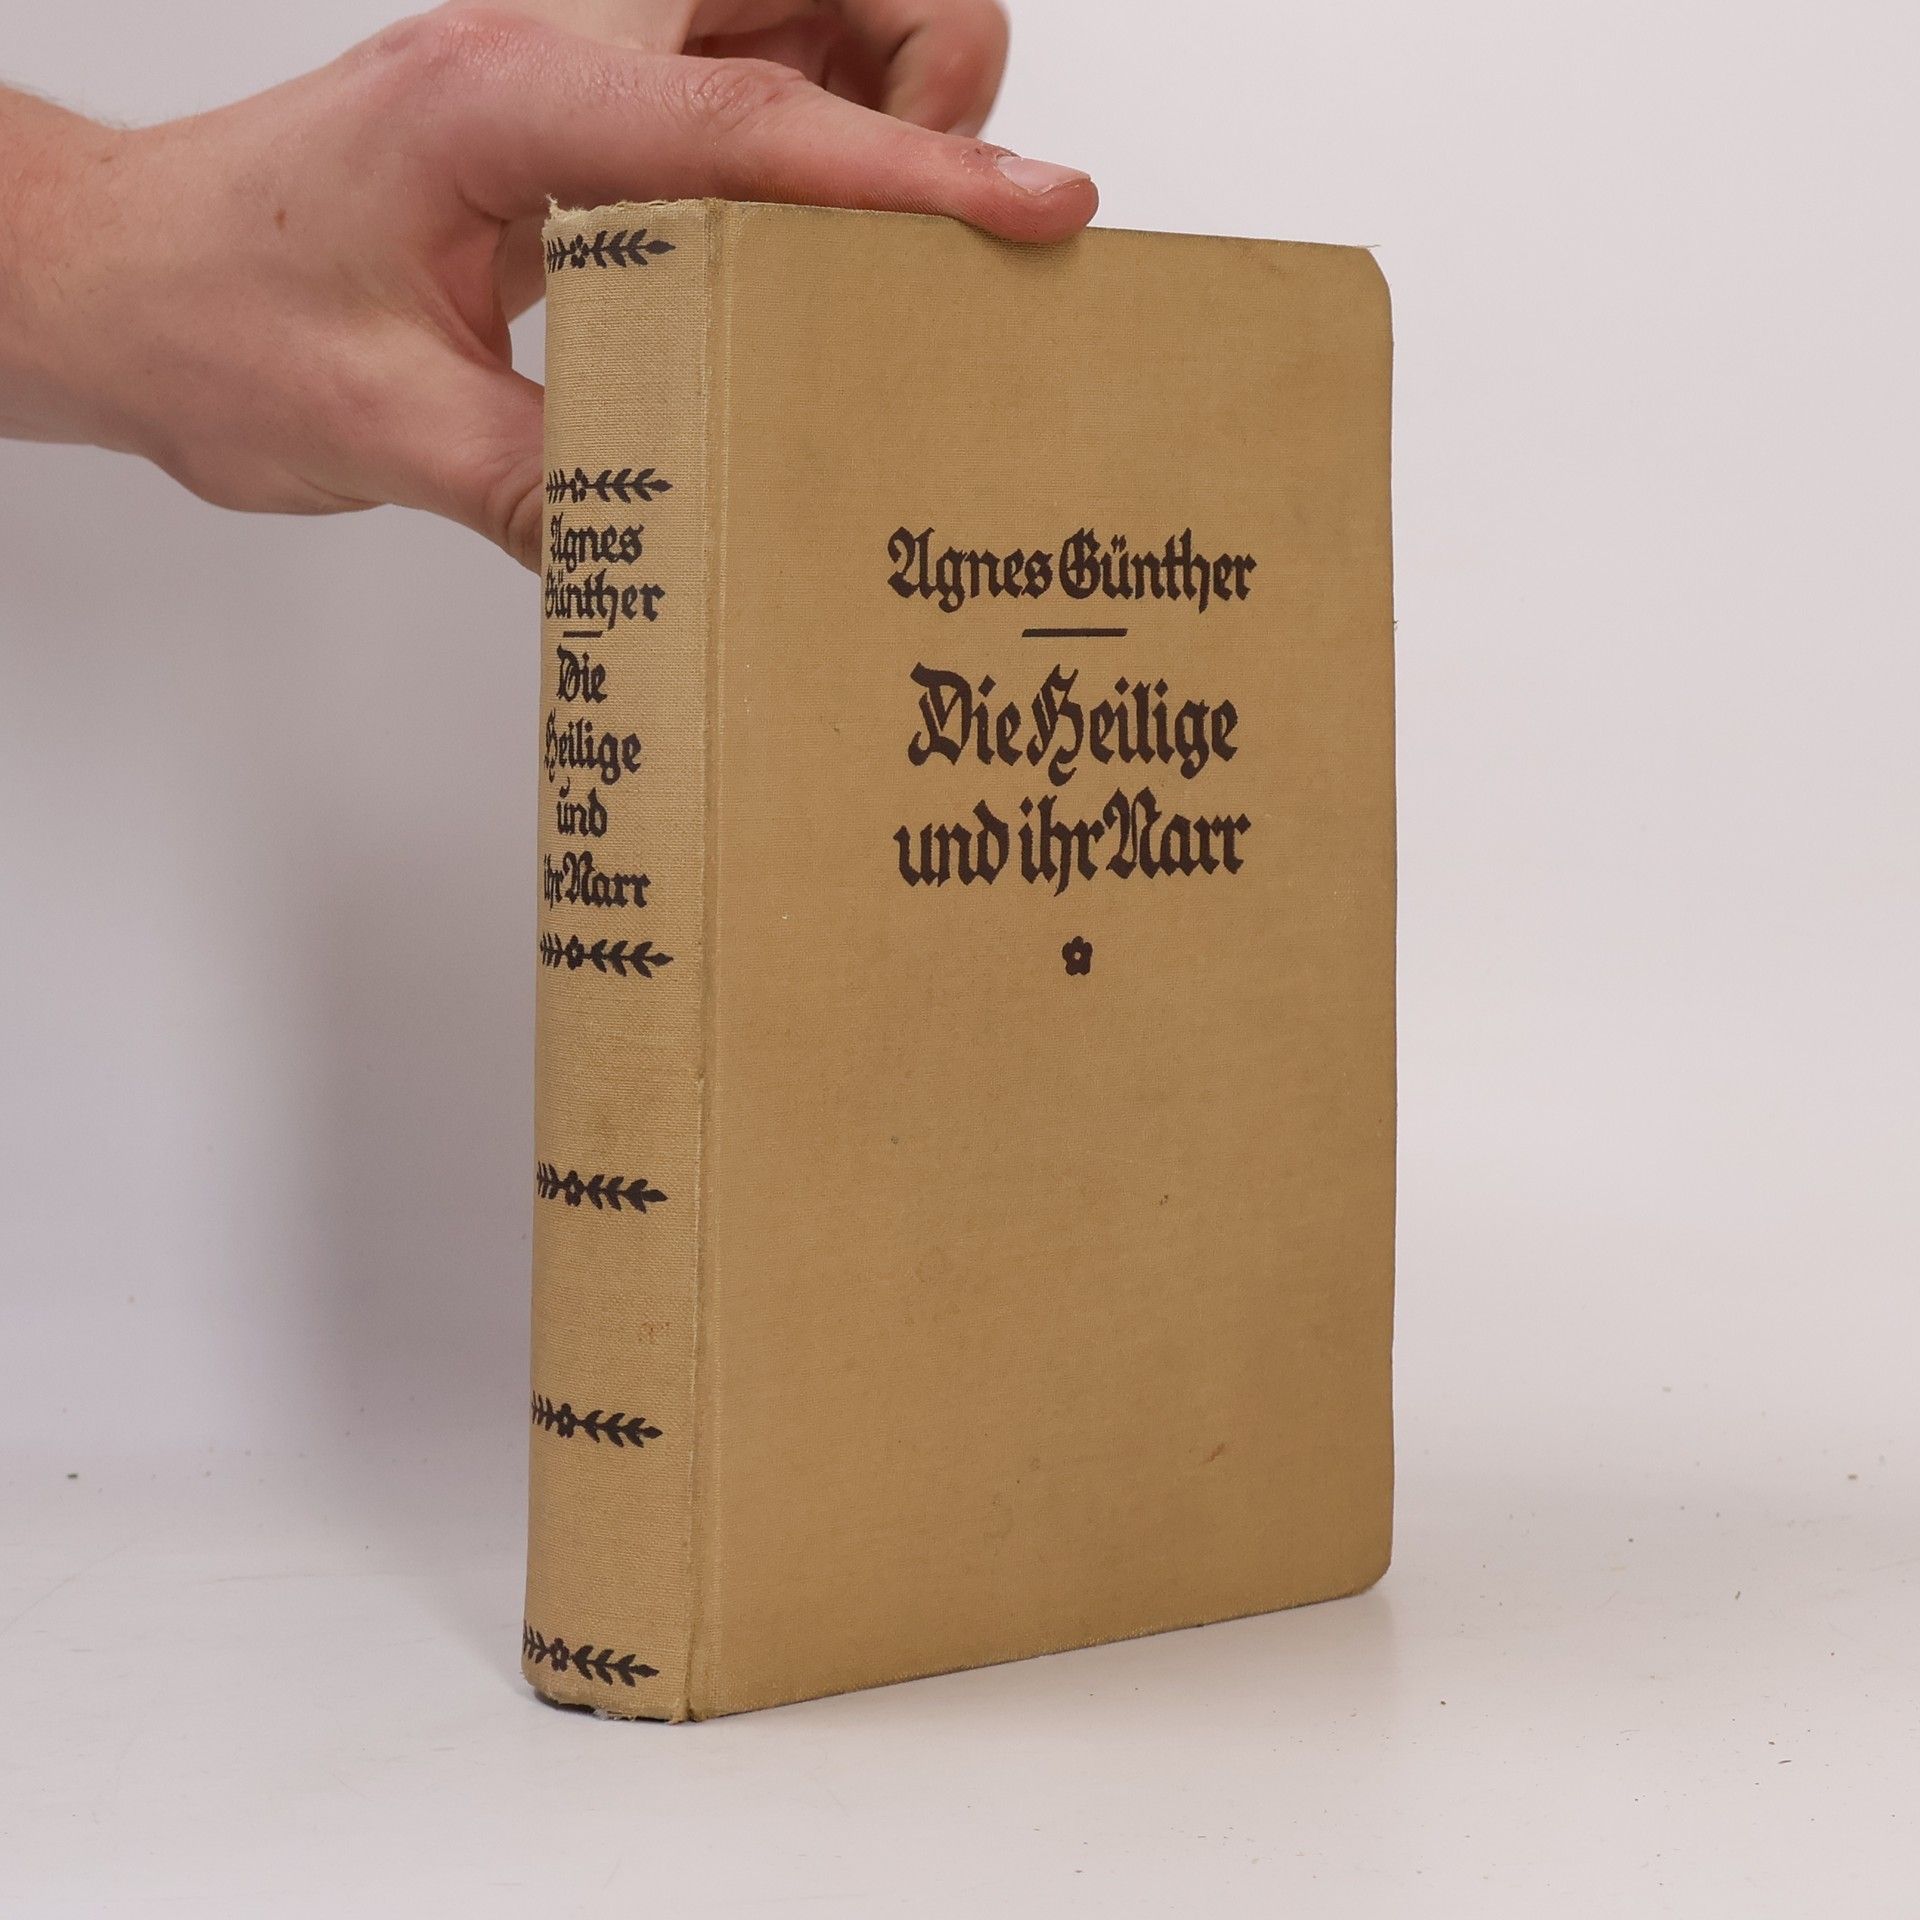 Agnes
Günther
Die
Heilige
und
ihr Narr
Agnes Günther
Die Heilige
und ihr Narr